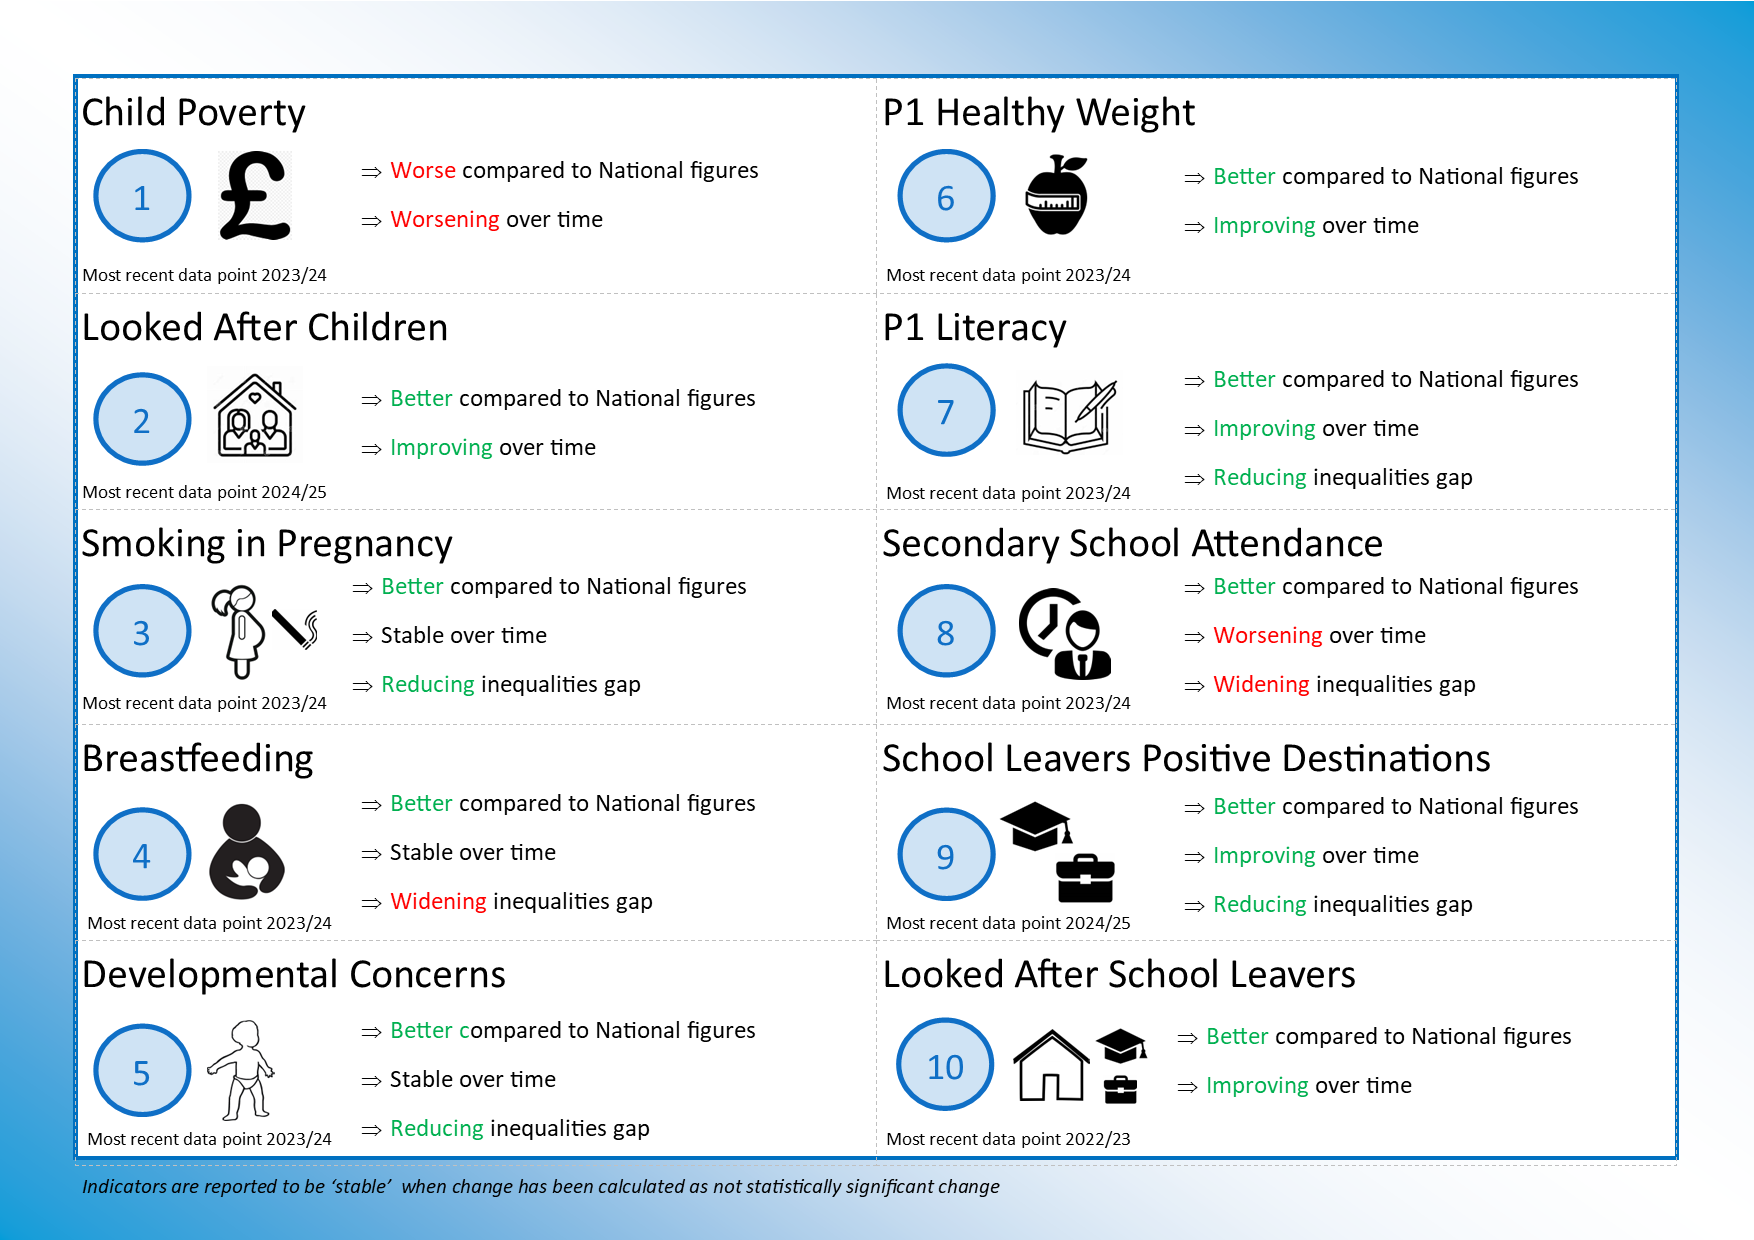 Child Poverty
1
⇒ Worse compared to National figures
⇒ Worsening over time
Most recent data point 2023/24
Looked After Children
2
⇒ Better compared to National figures
⇒ Improving over time
Most recent data point 2024/25
Smoking in Pregnancy
3
⇒ Better compared to National figures
⇒ Stable over time
⇒ Reducing inequalities gap
Most recent data point 2023/24
Breastfeeding
4
⇒ Better compared to National figures
⇒ Stable over time
⇒ Widening inequalities gap
Most recent data point 2023/24
Developmental Concerns
5
⇒ Better compared to National figures
⇒ Stable over time
⇒ Reducing inequalities gap
Most recent data point 2023/24
P1 Healthy Weight
6
⇒ Better compared to National figures
⇒ Improving over time
Most recent data point 2023/24
P1 Literacy
7
⇒ Better compared to National figures
⇒ Improving over time
⇒ Reducing inequalities gap
Most recent data point 2023/24
Secondary School Attendance
8
⇒ Better compared to National figures
⇒ Worsening over time
⇒ Widening inequalities gap
Most recent data point 2023/24
School Leavers Positive Destinations
9
⇒ Better compared to National figures
⇒ Improving over time
⇒ Reducing inequalities gap
Most recent data point 2024/25
Looked After School Leavers
10
⇒ Better compared to National figures
⇒ Improving over time
Most recent data point 2022/23
Indicators are reported to be ‘stable’ when change has been calculated as not statistically significant change